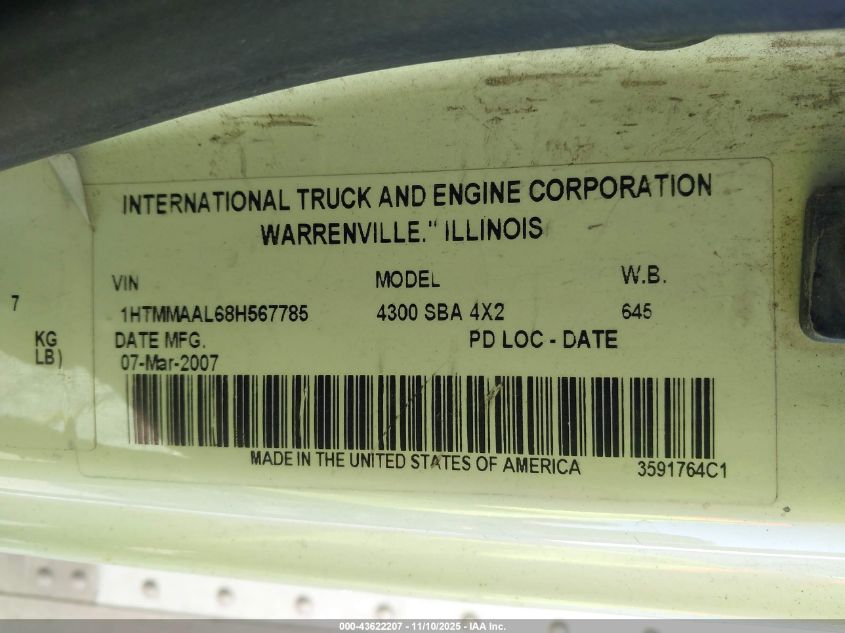 INTERNATIONAL TRUCK AND ENGINE CORPORATION
WARRENVILLE." ILLINOIS
VIN MODEL W.B.
1HTMMAAL68H567785 4300 SBA 4X2 645
DATE MFG. PD LOC - DATE
07-Mar-2007
MADE IN THE UNITED STATES OF AMERICA 3591764C1
7
KG
LB)
000-43622207 - 11/10/2025 - IAA Inc.